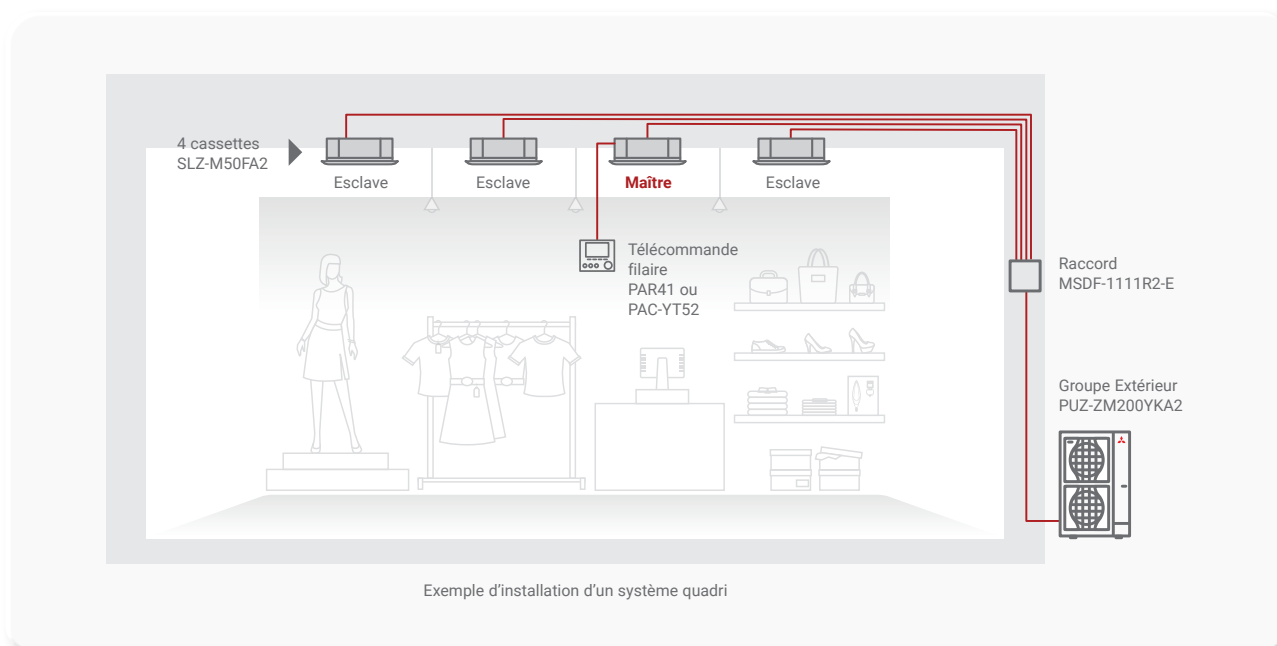 4 cassettes
SLZ-M50FA2
Esclave
Esclave
Maître
Esclave
Télécommande
filaire
PAR41 ou
PAC-YT52
Raccord
MSDF-1111R2-E
Groupe Extérieur
PUZ-ZM200YKA2
Exemple d’installation d’un système quadri